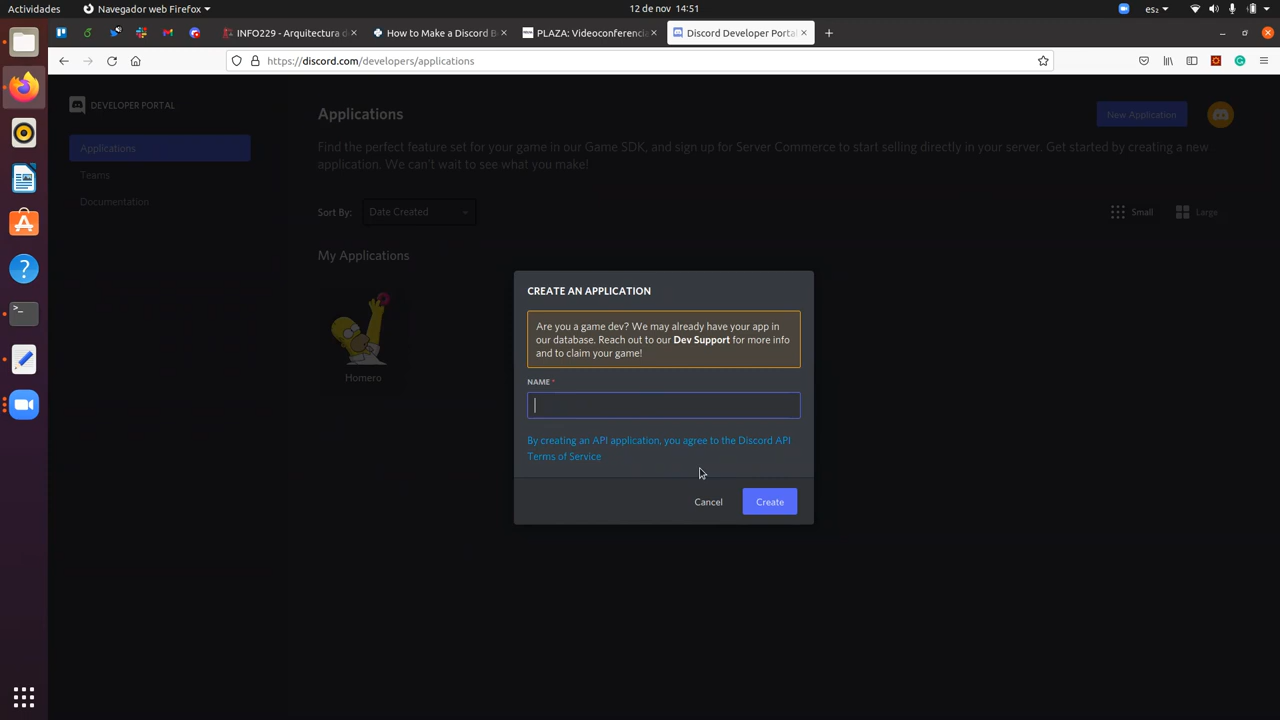 Actividades
Navegador web Firefox
12 de nov 14:51
es₂
INFO229 - Arquitectura d
How to Make a Discord B
PLAZA: Videoconferencia
Discord Developer Portal
https://discord.com/developers/applications
DEVELOPER PORTAL
Applications
Teams
Documentation
Applications
New Application
Find the perfect feature set for your game in our Game SDK, and sign up for Server Commerce to start selling directly in your server. Get started by creating a new
application. We can't wait to see what you make!
Sort By:
Date Created
Small
Large
My Applications
Homero
CREATE AN APPLICATION
Are you a game dev? We may already have your app in
our database. Reach out to our Dev Support for more info
and to claim your game!
NAME *
By creating an API application, you agree to the Discord API
Terms of Service
Cancel
Create